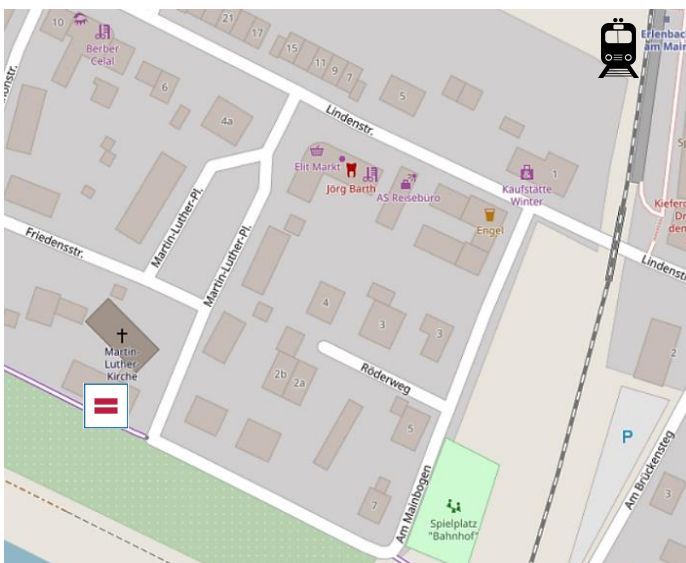 10
21
17
Berber
Celal
15
11
9
7
6
5
4a
Erlenbac
am Mair
Lindenstr.
Elit Markt
Jörg Barth
AS Reisebüro
1
Kaufstätte
Winter
Engel
Martin-Luther-Pl.
Martin-Luther-Pl.
Friedensstr.
Lindenstr
Martin-
Luther-
Kirche
4
3
3
2
2b
2a
Röderweg
5
7
Am Mainbogen
Spielplatz
"Bahnhof"
P
Am Brückensteg
3